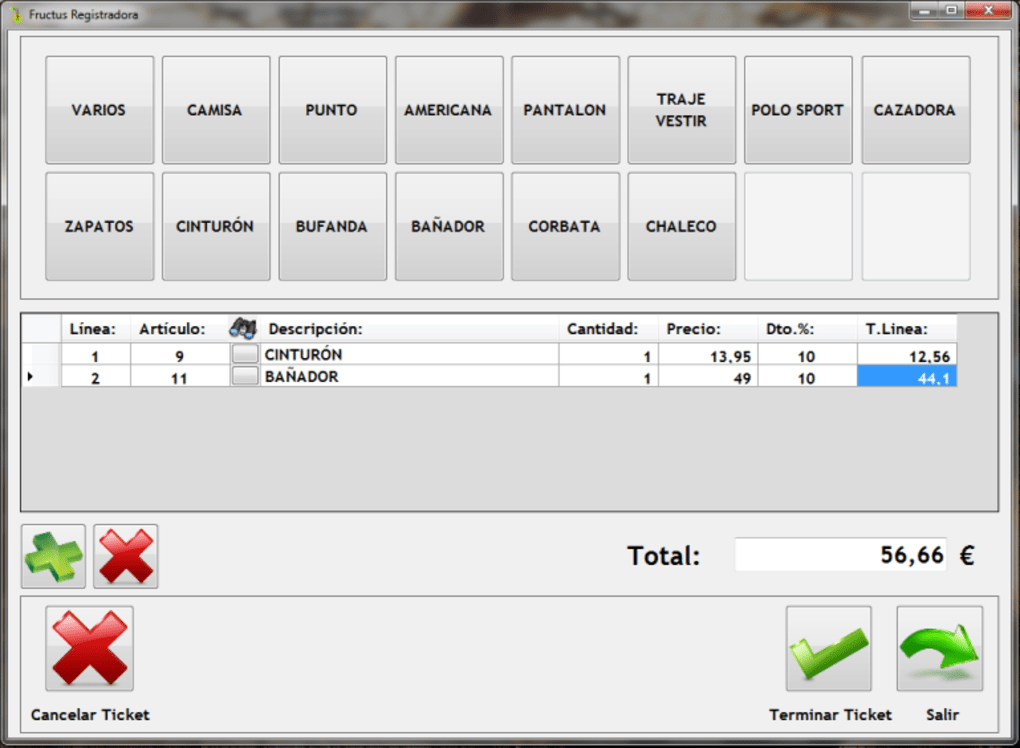 Fructus Registradora
VARIOS
CAMISA
PUNTO
AMERICANA
PANTALON
TRAJE
VESTIR
POLO SPORT
CAZADORA
ZAPATOS
CINTURÓN
BUFANDA
BAÑADOR
CORBATA
CHALECO
Línea: Artículo: Descripción: Cantidad: Precio: Dto.%: T.Linea:
1 9 CINTURÓN 1 13,95 10 12,56
2 11 BAÑADOR 1 49 10 44,1
Total: 56,66 €
Cancelar Ticket
Terminar Ticket
Salir